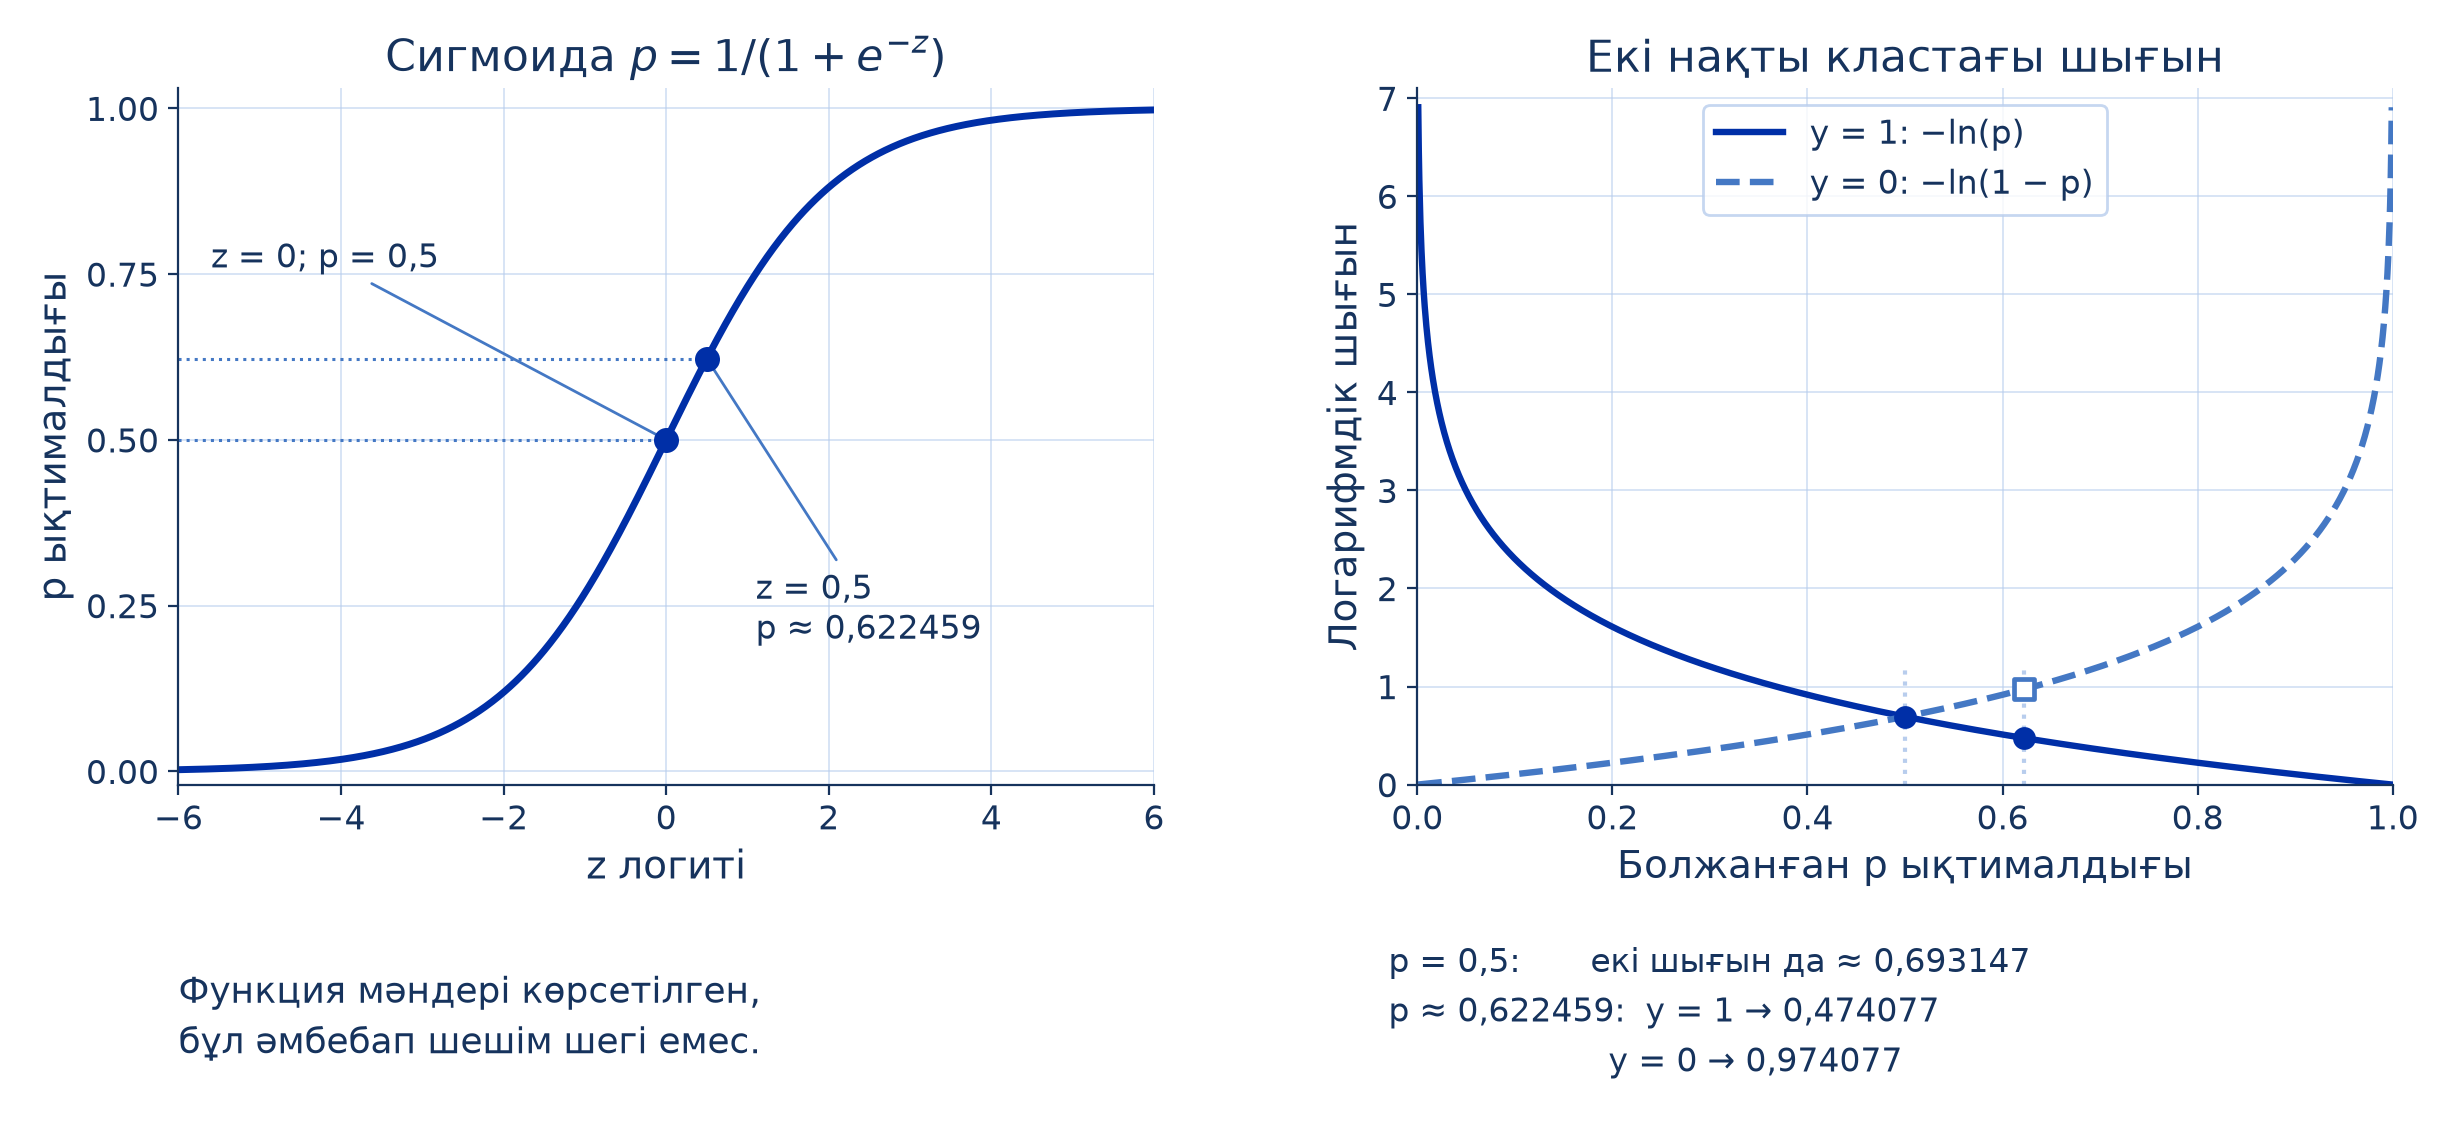 Сигмоида p = 1/(1 + e⁻ᶻ)
p ықтималдығы
1.00
0.75
0.50
0.25
0.00
z = 0; p = 0,5
z = 0,5
p ≈ 0,622459
−6
−4
−2
0
2
4
6
z логиті
Функция мәндері көрсетілген,
бұл әмбебап шешім шегі емес.
Екі нақты кластағы шығын
Логарифмдік шығын
7
6
5
4
3
2
1
0
y = 1: −ln(p)
y = 0: −ln(1 − p)
0.0
0.2
0.4
0.6
0.8
1.0
Болжанған p ықтималдығы
p = 0,5: екі шығын да ≈ 0,693147
p ≈ 0,622459: y = 1 → 0,474077
y = 0 → 0,974077